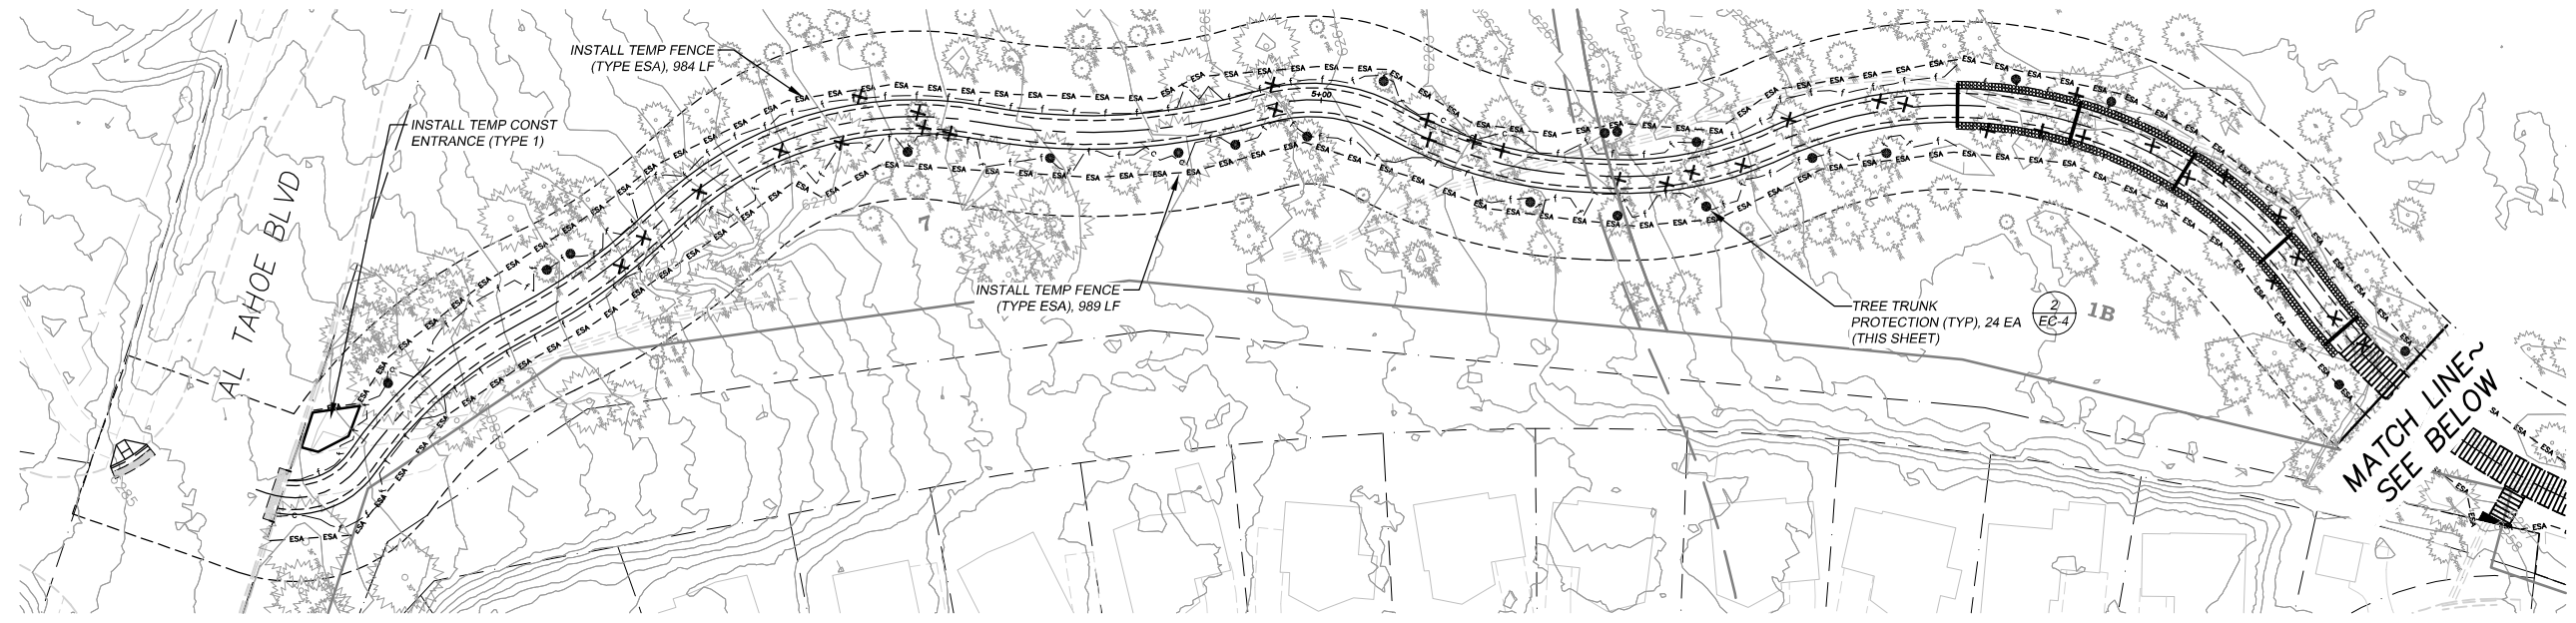 INSTALL TEMP FENCE
(TYPE ESA), 984 LF
INSTALL TEMP CONST
ENTRANCE (TYPE 1)
AL TAHOE BLVD
5+00
6270
7
INSTALL TEMP FENCE
(TYPE ESA), 989 LF
TREE TRUNK
PROTECTION (TYP), 24 EA
(THIS SHEET)
2
EC-4
1B
MATCH LINE~
SEE BELOW
ESA